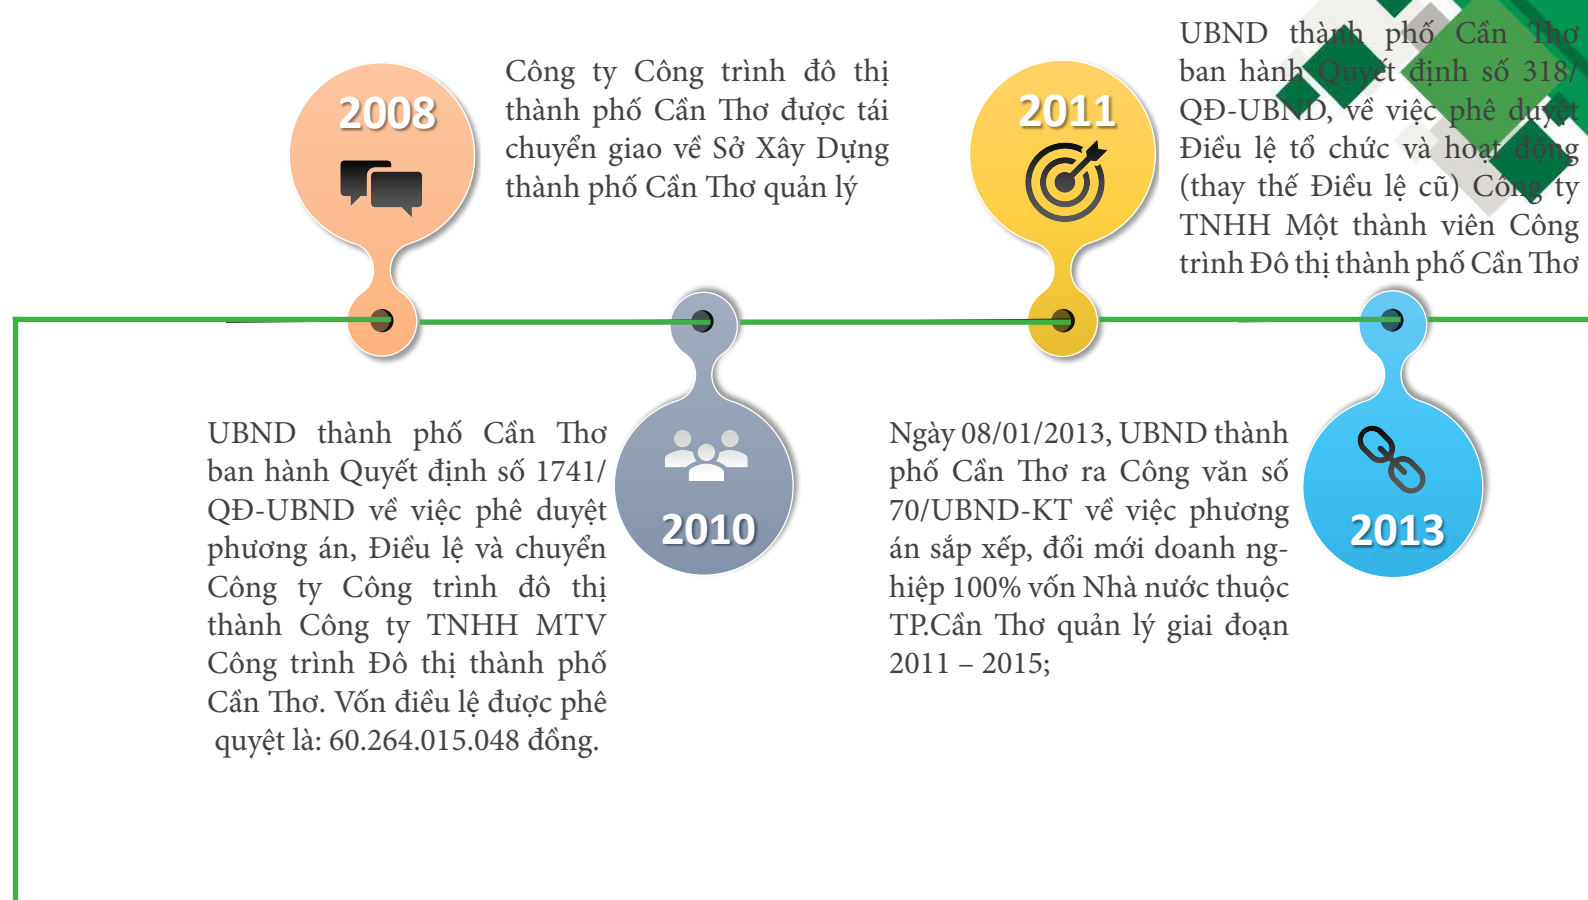 2008
Công ty Công trình đô thị
thành phố Cần Thơ được tái
chuyển giao về Sở Xây Dựng
thành phố Cần Thơ quản lý
UBND thành phố Cần Thơ
ban hành Quyết định số 1741/
QĐ-UBND về việc phê duyệt
phương án, Điều lệ và chuyển
Công ty Công trình đô thị
thành Công ty TNHH MTV
Công trình Đô thị thành phố
Cần Thơ. Vốn điều lệ được phê
quyệt là: 60.264.015.048 đồng.
2010
2011
UBND thành phố Cần Thơ
ban hành Quyết định số 318/
QĐ-UBND, về việc phê duyệt
Điều lệ tổ chức và hoạt động
(thay thế Điều lệ cũ) Công ty
TNHH Một thành viên Công
trình Đô thị thành phố Cần Thơ
Ngày 08/01/2013, UBND thành
phố Cần Thơ ra Công văn số
70/UBND-KT về việc phương
án sắp xếp, đổi mới doanh ng-
hiệp 100% vốn Nhà nước thuộc
TP.Cần Thơ quản lý giai đoạn
2011 – 2015;
2013